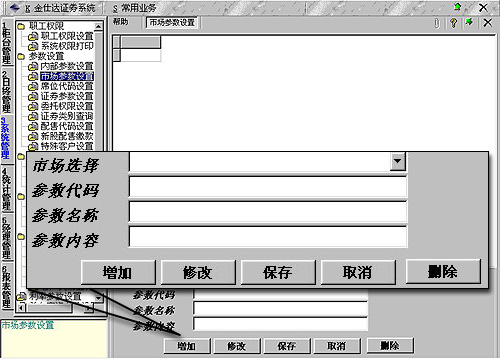 K 金仕达证券系统 S 常用业务
帮助 市场参数设置
1柜台管理
2日终管理
3系统管理
4统计管理
5经理管理
6报表管理
职工权限
职工权限设置
系统权限打印
参数设置
内部参数设置
市场参数设置
席位代码设置
证券参数设置
委托权限设置
证券类别查询
配售代码设置
新股配售缴款
特殊客户设置
市场选择
参数代码
参数名称
参数内容
增加 修改 保存 取消 删除
利率参数设置
参数代码
参数名称
参数内容
增加 修改 保存 取消 删除
市场参数设置